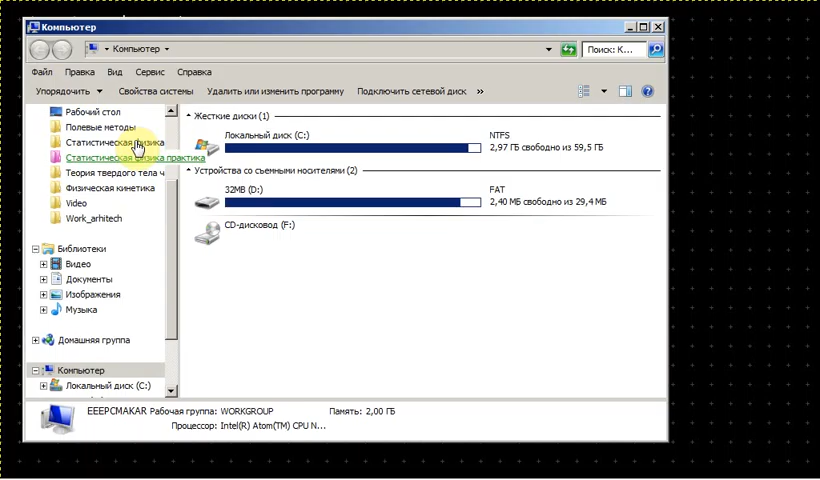 Компьютер
Компьютер
Поиск: К...
Файл Правка Вид Сервис Справка
Упорядочить Свойства системы Удалить или изменить программу Подключить сетевой диск »
Рабочий стол
Полевые методы
Статистическая физика
Статистическая физика практика
Теория твердого тела ч
Физическая кинетика
Video
Work_arhitech
Библиотеки
Видео
Документы
Изображения
Музыка
Домашняя группа
Компьютер
Локальный диск (C:)
Жесткие диски (1)
Локальный диск (C:) NTFS
2,97 ГБ свободно из 59,5 ГБ
Устройства со съемными носителями (2)
32MB (D:) FAT
2,40 МБ свободно из 29,4 МБ
CD-дисковод (F:)
EEEPCMAKAR Рабочая группа: WORKGROUP Память: 2,00 ГБ
Процессор: Intel(R) Atom(TM) CPU N...